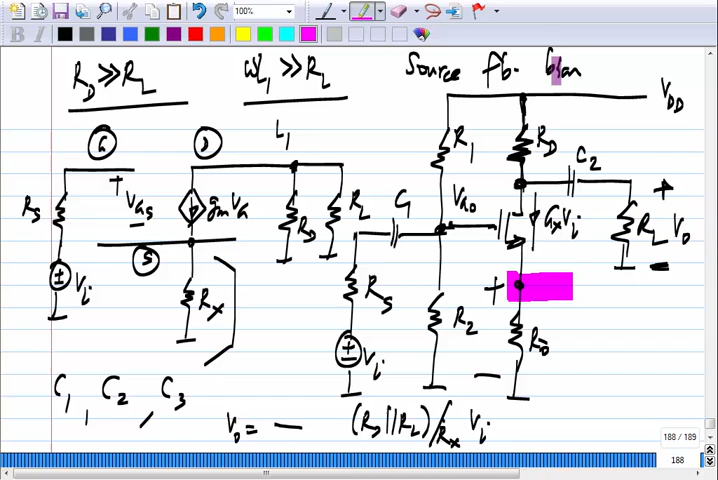 100%
B
R_D >> R_L
ωL_1 >> R_L
Source fb. bias
V_DD
L_1
G
D
R_1
R_D
C_2
R_S
+
V_GS
g_m V_G
R_D
R_L
C_1
V_G0
G_x V_i
+
R_L V_o
S
V_i
R_x
R_S
R_2
+
R_0
V_i
C_1 , C_2 , C_3
V_o = — (R_D || R_L) / R_x V_i
188 / 189
188